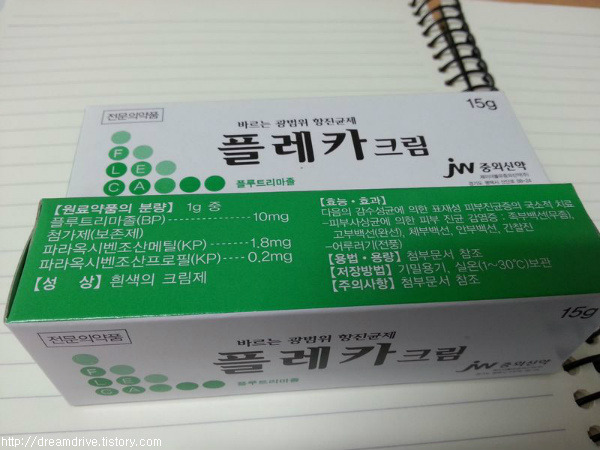 전문의약품
바르는 광범위 항진균제
15g
플레카크림
FLECA
플루트리마졸
JW 중외신약
【원료약품의 분량】 1g 중
플루트리마졸(BP)---------------10mg
첨가제(보존제)
파라옥시벤조산메틸(KP)----1.8mg
파라옥시벤조산프로필(KP)---0.2mg
【성 상】 흰색의 크림제
【효능·효과】
다음의 감수성균에 의한 표재성 피부진균증의 국소적 치료
-피부사상균에 의한 피부 진균 감염증 : 족부백선(무좀),
고부백선(완선), 체부백선, 안부백선, 간찰진
-어루러기(전풍)
【용법·용량】 첨부문서 참조
【저장방법】 기밀용기, 실온(1~30℃)보관
【주의사항】 첨부문서 참조
전문의약품
바르는 광범위 항진균제
15g
플레카크림
FLECA
플루트리마졸
JW 중외신약
http://dreamdrive.tistory.com